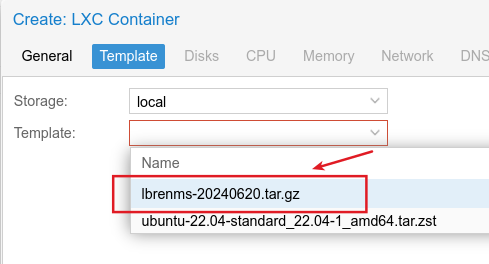 Create: LXC Container
General Template Disks CPU Memory Network DNS
Storage: local
Template:
Name
lbrenms-20240620.tar.gz
ubuntu-22.04-standard_22.04-1_amd64.tar.zst